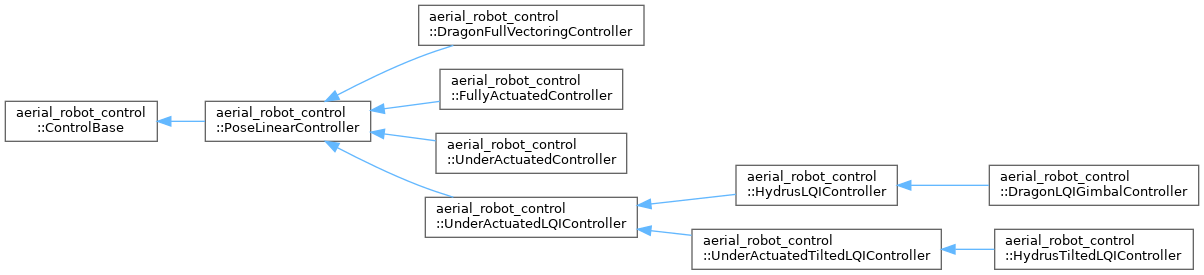 aerial_robot_control
::ControlBase
aerial_robot_control
::PoseLinearController
aerial_robot_control
::DragonFullVectoringController
aerial_robot_control
::FullyActuatedController
aerial_robot_control
::UnderActuatedController
aerial_robot_control
::UnderActuatedLQIController
aerial_robot_control
::HydrusLQIController
aerial_robot_control
::DragonLQIGimbalController
aerial_robot_control
::UnderActuatedTiltedLQIController
aerial_robot_control
::HydrusTiltedLQIController